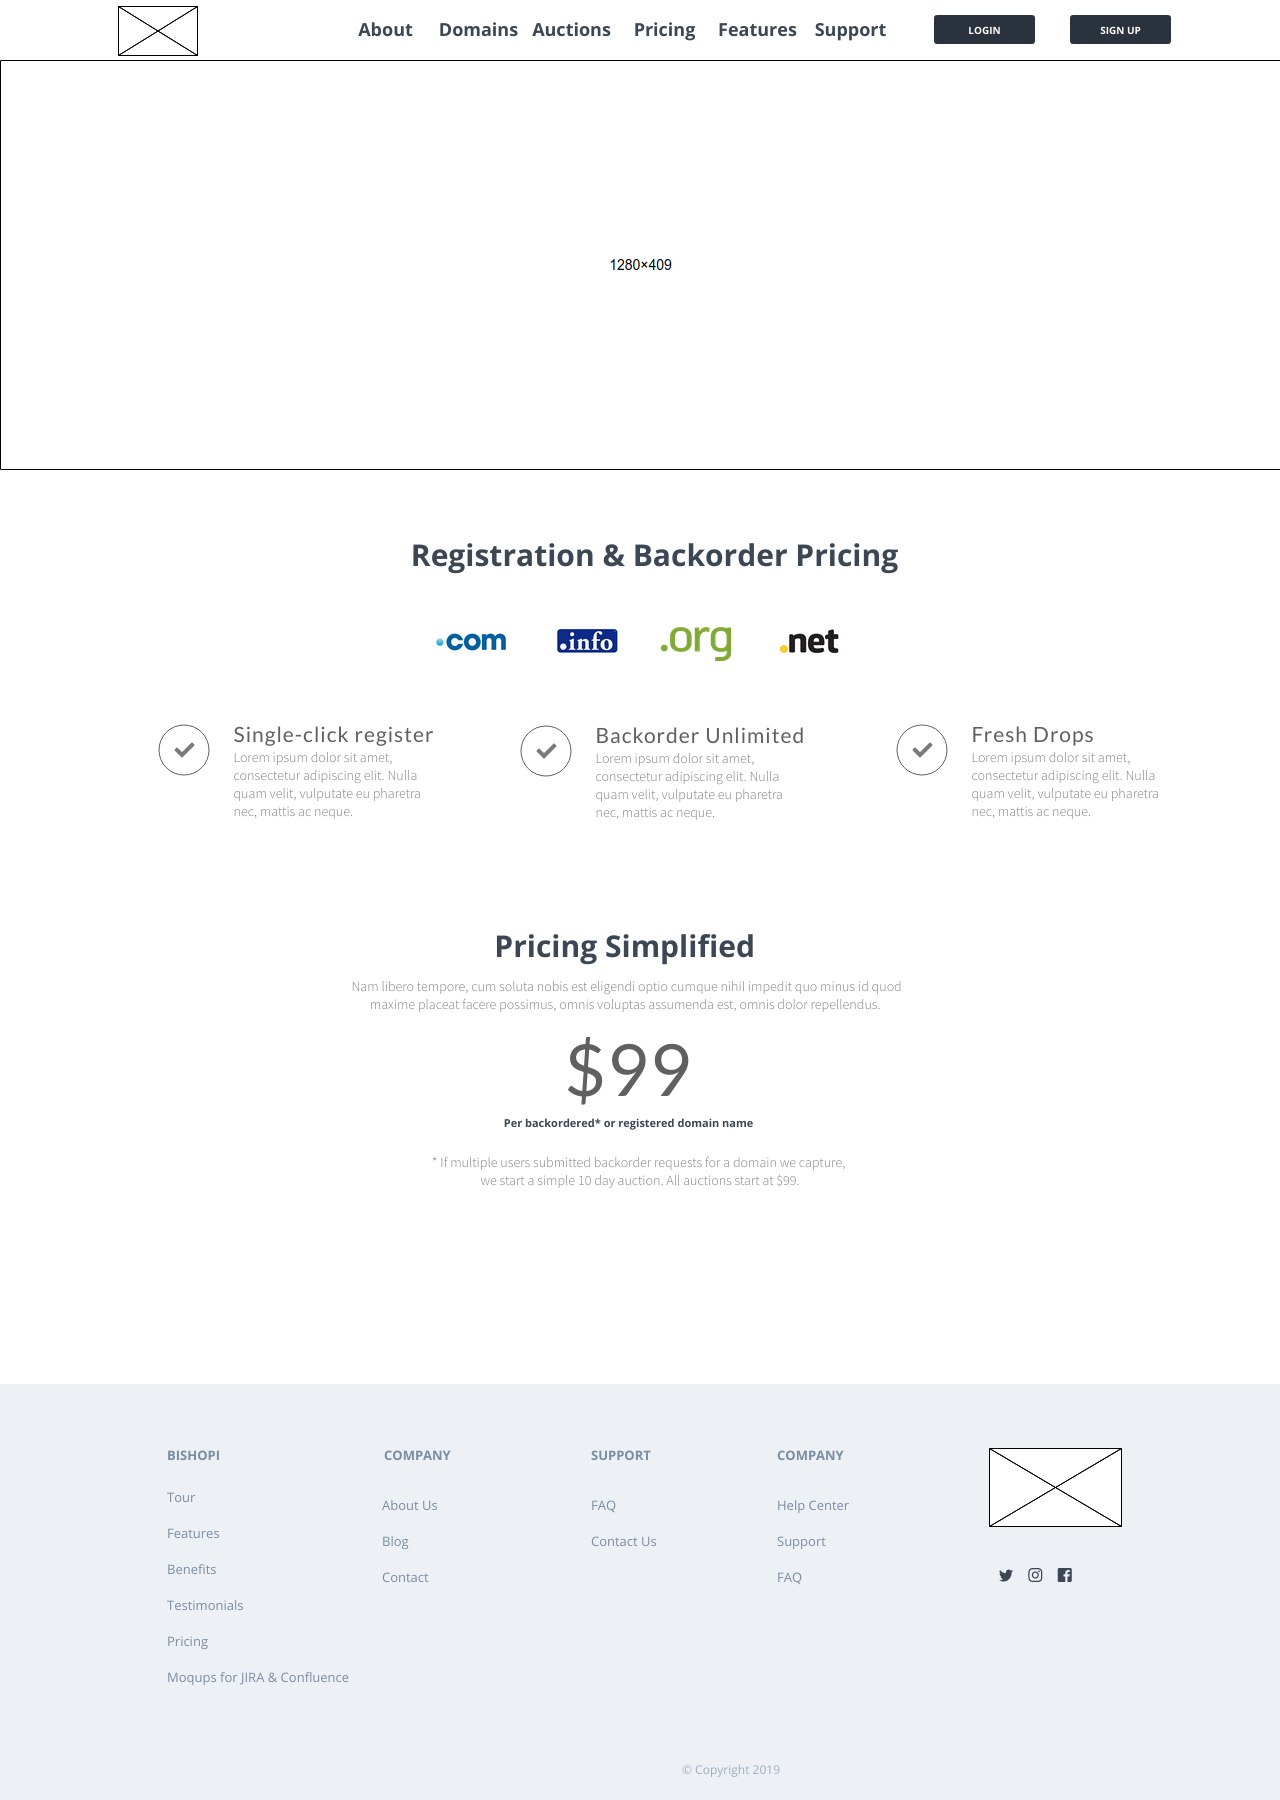 About Domains Auctions Pricing Features Support LOGIN SIGN UP
1280×409
Registration & Backorder Pricing
.com .info .org .net
Single-click register
Lorem ipsum dolor sit amet,
consectetur adipiscing elit. Nulla
quam velit, vulputate eu pharetra
nec, mattis ac neque.
Backorder Unlimited
Lorem ipsum dolor sit amet,
consectetur adipiscing elit. Nulla
quam velit, vulputate eu pharetra
nec, mattis ac neque.
Fresh Drops
Lorem ipsum dolor sit amet,
consectetur adipiscing elit. Nulla
quam velit, vulputate eu pharetra
nec, mattis ac neque.
Pricing Simplified
Nam libero tempore, cum soluta nobis est eligendi optio cumque nihil impedit quo minus id quod
maxime placeat facere possimus, omnis voluptas assumenda est, omnis dolor repellendus.
$99
Per backordered* or registered domain name
* If multiple users submitted backorder requests for a domain we capture,
we start a simple 10 day auction. All auctions start at $99.
BISHOPI
Tour
Features
Benefits
Testimonials
Pricing
Moqups for JIRA & Confluence
COMPANY
About Us
Blog
Contact
SUPPORT
FAQ
Contact Us
COMPANY
Help Center
Support
FAQ
© Copyright 2019